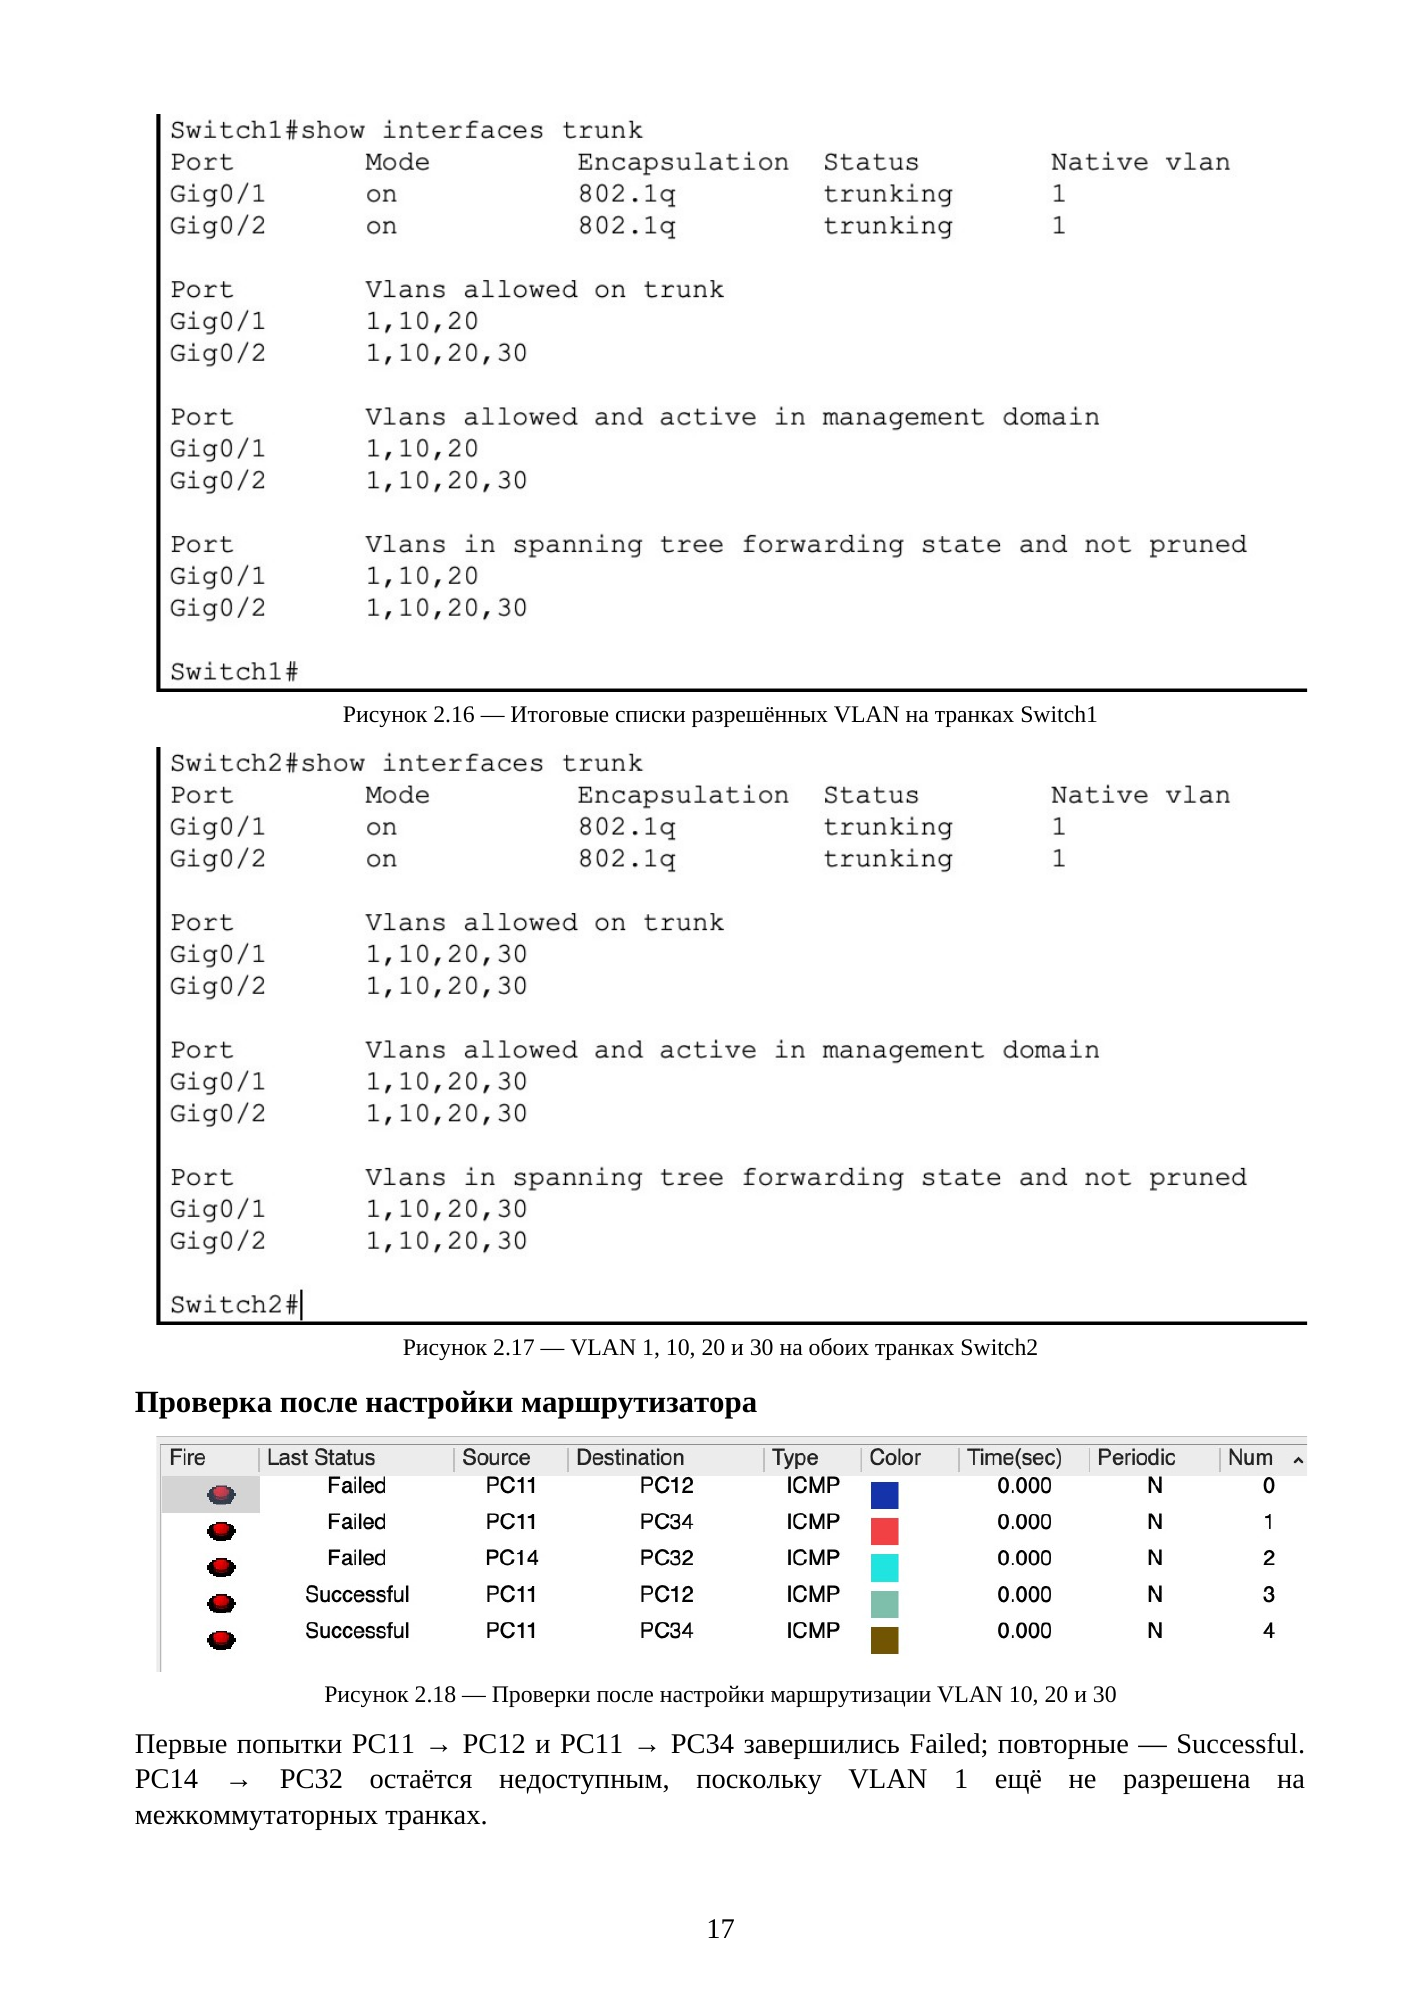 Switch1#show interfaces trunk
Port Mode Encapsulation Status Native vlan
Gig0/1 on 802.1q trunking 1
Gig0/2 on 802.1q trunking 1
Port Vlans allowed on trunk
Gig0/1 1,10,20
Gig0/2 1,10,20,30
Port Vlans allowed and active in management domain
Gig0/1 1,10,20
Gig0/2 1,10,20,30
Port Vlans in spanning tree forwarding state and not pruned
Gig0/1 1,10,20
Gig0/2 1,10,20,30
Switch1#
Рисунок 2.16 — Итоговые списки разрешённых VLAN на транках Switch1
Switch2#show interfaces trunk
Port Mode Encapsulation Status Native vlan
Gig0/1 on 802.1q trunking 1
Gig0/2 on 802.1q trunking 1
Port Vlans allowed on trunk
Gig0/1 1,10,20,30
Gig0/2 1,10,20,30
Port Vlans allowed and active in management domain
Gig0/1 1,10,20,30
Gig0/2 1,10,20,30
Port Vlans in spanning tree forwarding state and not pruned
Gig0/1 1,10,20,30
Gig0/2 1,10,20,30
Switch2#
Рисунок 2.17 — VLAN 1, 10, 20 и 30 на обоих транках Switch2
Проверка после настройки маршрутизатора
Fire Last Status Source Destination Type Color Time(sec) Periodic Num
Failed PC11 PC12 ICMP 0.000 N 0
Failed PC11 PC34 ICMP 0.000 N 1
Failed PC14 PC32 ICMP 0.000 N 2
Successful PC11 PC12 ICMP 0.000 N 3
Successful PC11 PC34 ICMP 0.000 N 4
Рисунок 2.18 — Проверки после настройки маршрутизации VLAN 10, 20 и 30
Первые попытки PC11 → PC12 и PC11 → PC34 завершились Failed; повторные — Successful.
PC14 → PC32 остаётся недоступным, поскольку VLAN 1 ещё не разрешена на
межкоммутаторных транках.
17